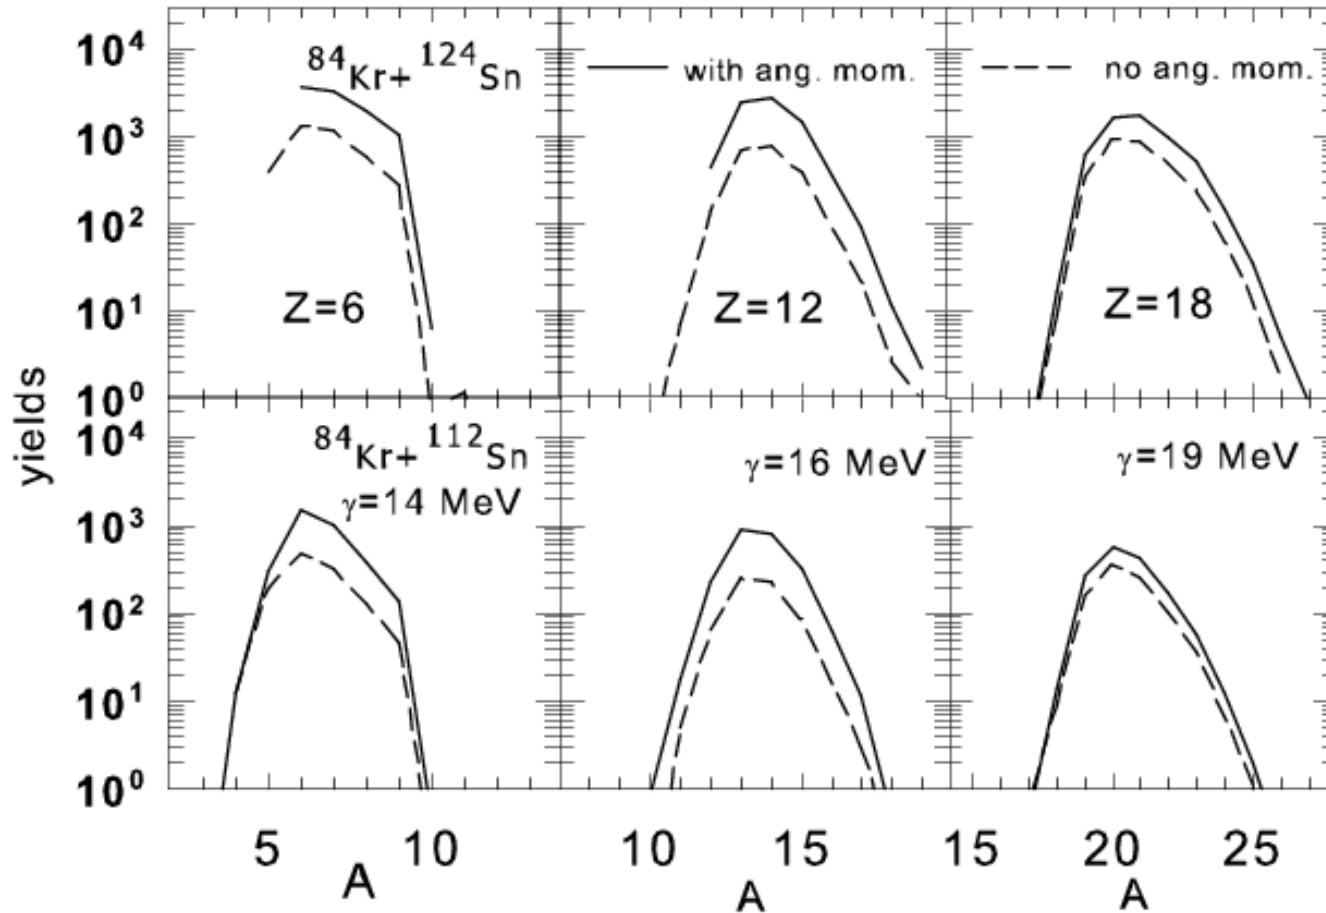 ⁸⁴Kr+ ¹²⁴Sn
with ang. mom.
no ang. mom.
10⁴
10³
10²
10¹
10⁰
Z=6
Z=12
Z=18
yields
⁸⁴Kr+ ¹¹²Sn
γ=14 MeV
γ=16 MeV
γ=19 MeV
10⁴
10³
10²
10¹
10⁰
5
10
10
15
15
20
25
A
A
A